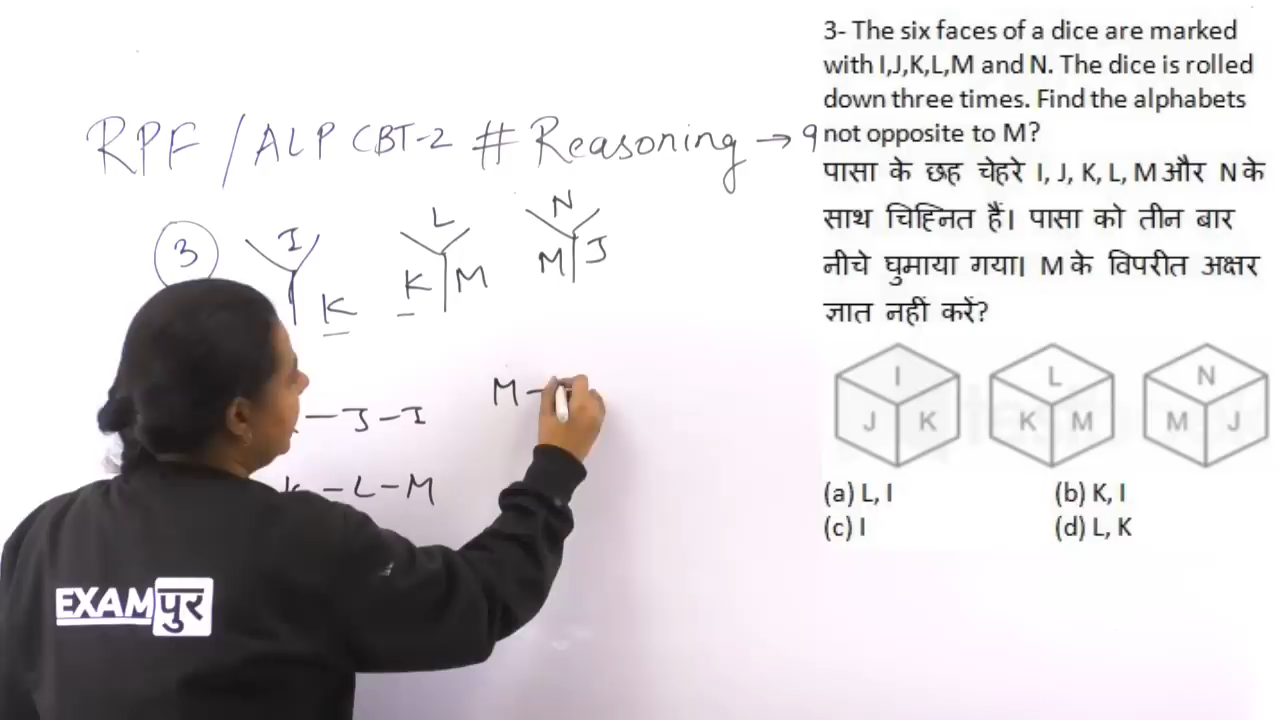 RPF / ALP CBT-2 # Reasoning → 9
3
I
K
L
K M
N
M J
- J - I
K - L - M
M -
EXAMपुर
3- The six faces of a dice are marked
with I,J,K,L,M and N. The dice is rolled
down three times. Find the alphabets
not opposite to M?
पासा के छह चेहरे I, J, K, L, M और N के
साथ चिह्नित हैं। पासा को तीन बार
नीचे घुमाया गया। M के विपरीत अक्षर
ज्ञात नहीं करें?
I
J K
L
K M
N
M J
(a) L, I (b) K, I
(c) I (d) L, K